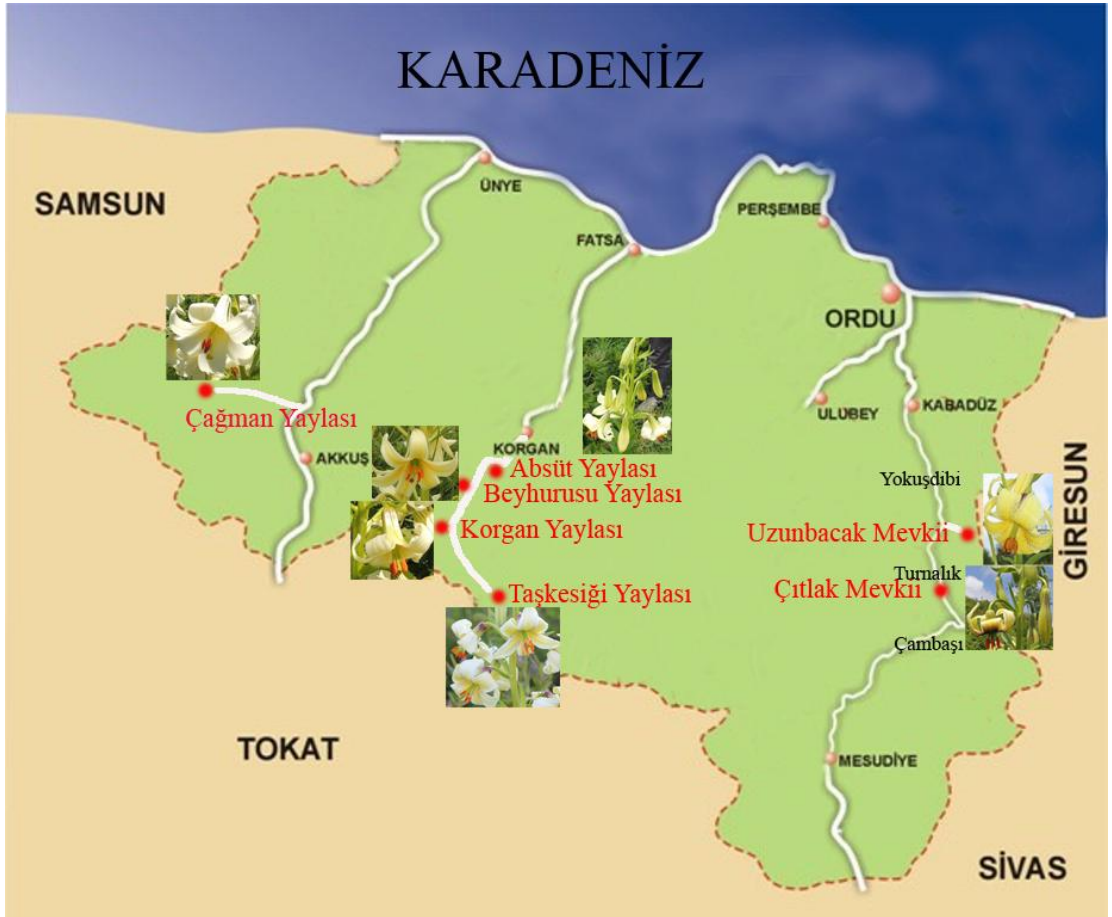 KARADENİZ
SAMSUN
ÜNYE
PERŞEMBE
FATSA
ORDU
Çağman Yaylası
ULUBEY
KABADÜZ
KORGAN
AKKUŞ
Absüt Yaylası
Beyhurusu Yaylası
Yokuşdibi
Korgan Yaylası
Uzunbacak Mevkii
GİRESUN
Turnalık
Taşkesiği Yaylası
Çıtlak Mevkii
Çambaşı
TOKAT
MESUDİYE
SİVAS